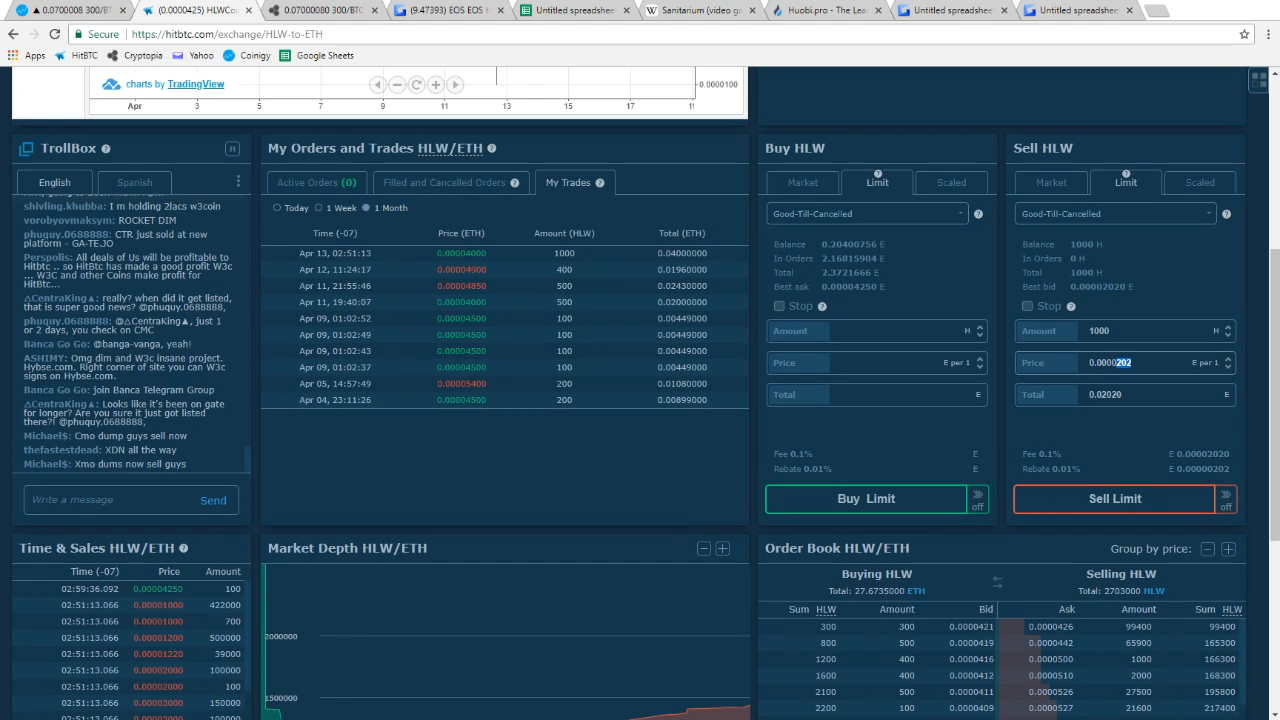 ▲ 0.0700008 300/BT
(0.0000425) HLWCo
0.07000080 300/BTC
(9.47393) EOS EOS t
Untitled spreadsheet
Sanitarium (video ga
Huobi.pro - The Lea
Untitled spreadshee
Untitled spreadshee
Secure
https://hitbtc.com/exchange/HLW-to-ETH
Apps
HitBTC
Cryptopia
Yahoo
Coinigy
Google Sheets
charts by TradingView
0.0000100
Apr 3 5 7 9 11 13 15 17
TrollBox
English Spanish
shivling.khubba: I m holding 2lacs w3coin
vorobyovmaksym: ROCKET DIM
phuquy.0688888: CTR just sold at new
platform - GA-TEJO
Perspolis: All deals of Us will be profitable to
Hitbtc .. so HitBtc has made a good profit W3c
... W3C and other Coins make profit for
HitBtc...
△CentraKing▲: really? when did it get listed,
that is super good news? @phuquy.0688888,
phuquy.0688888: @△CentraKing▲, just 1
or 2 days, you check on CMC
Banca Go Go: @banga-vanga, yeah!
ASHIMY: Omg dim and W3c insane project.
Hybse.com. Right corner of site you can W3c
signs on Hybse.com.
Banca Go Go: join Banca Telegram Group
△CentraKing▲: Looks like it's been on gate
for longer? Are you sure it just got listed
there?! @phuquy.0688888,
Michael$: Cmo dump guys sell now
thefastestdead: XDN all the way
Michael$: Xmo dums now sell guys
Write a message Send
My Orders and Trades HLW/ETH
Active Orders (0) Filled and Cancelled Orders My Trades
Today 1 Week 1 Month
Time (-07) Price (ETH) Amount (HLW) Total (ETH)
Apr 13, 02:51:13 0.00004000 1000 0.04000000
Apr 12, 11:24:17 0.00004900 400 0.01960000
Apr 11, 21:55:46 0.00004850 500 0.02430000
Apr 11, 19:40:07 0.00004000 500 0.02000000
Apr 09, 01:02:52 0.00004500 100 0.00449000
Apr 09, 01:02:49 0.00004500 100 0.00449000
Apr 09, 01:02:43 0.00004500 100 0.00449000
Apr 09, 01:02:37 0.00004500 100 0.00449000
Apr 05, 14:57:49 0.00005400 200 0.01080000
Apr 04, 23:11:26 0.00004500 200 0.00899000
Buy HLW
Market Limit Scaled
Good-Till-Cancelled
Balance 0.20400756 E
In Orders 2.16815904 E
Total 2.3721666 E
Best ask 0.00004250 E
Stop
Amount H
Price E per 1
Total E
Fee 0.1% E
Rebate 0.01% E
Buy Limit off
Sell HLW
Market Limit Scaled
Good-Till-Cancelled
Balance 1000 H
In Orders 0 H
Total 1000 H
Best bid 0.00002020 E
Stop
Amount 1000 H
Price 0.0000202 E per 1
Total 0.02020 E
Fee 0.1% E 0.00002020
Rebate 0.01% E 0.00000202
Sell Limit off
Time & Sales HLW/ETH
Time (-07) Price Amount
02:59:36.092 0.00004250 100
02:51:13.066 0.00001000 422000
02:51:13.066 0.00001000 700
02:51:13.066 0.00001200 500000
02:51:13.066 0.00001220 39000
02:51:13.066 0.00002000 100000
02:51:13.066 0.00002000 100
02:51:13.066 0.00003000 150000
02:51:13.066 0.00003000 100000
Market Depth HLW/ETH
2000000
1500000
Order Book HLW/ETH Group by price:
Buying HLW Selling HLW
Total: 27.6735000 ETH Total: 2703000 HLW
Sum HLW Amount Bid Ask Amount Sum HLW
300 300 0.0000421 0.0000426 99400 99400
800 500 0.0000419 0.0000442 65900 165300
1200 400 0.0000416 0.0000500 1000 166300
1600 400 0.0000412 0.0000510 2000 168300
2100 500 0.0000411 0.0000526 27500 195800
2200 100 0.0000409 0.0000527 21600 217400